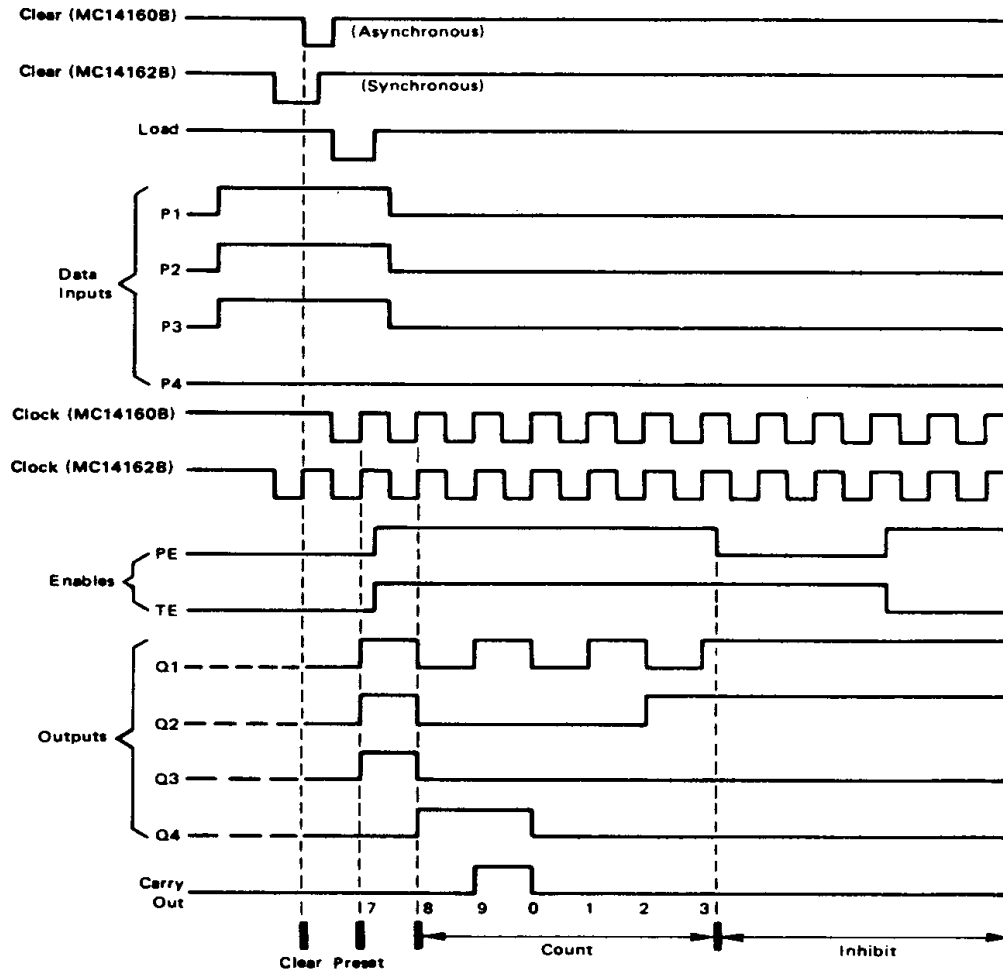 Clear (MC14160B)
(Asynchronous)
Clear (MC14162B)
(Synchronous)
Load
P1
P2
Data
Inputs
P3
P4
Clock (MC14160B)
Clock (MC14162B)
PE
Enables
TE
Q1
Q2
Outputs
Q3
Q4
Carry
Out
7 8 9 0 1 2 3
Clear Preset
Count
Inhibit